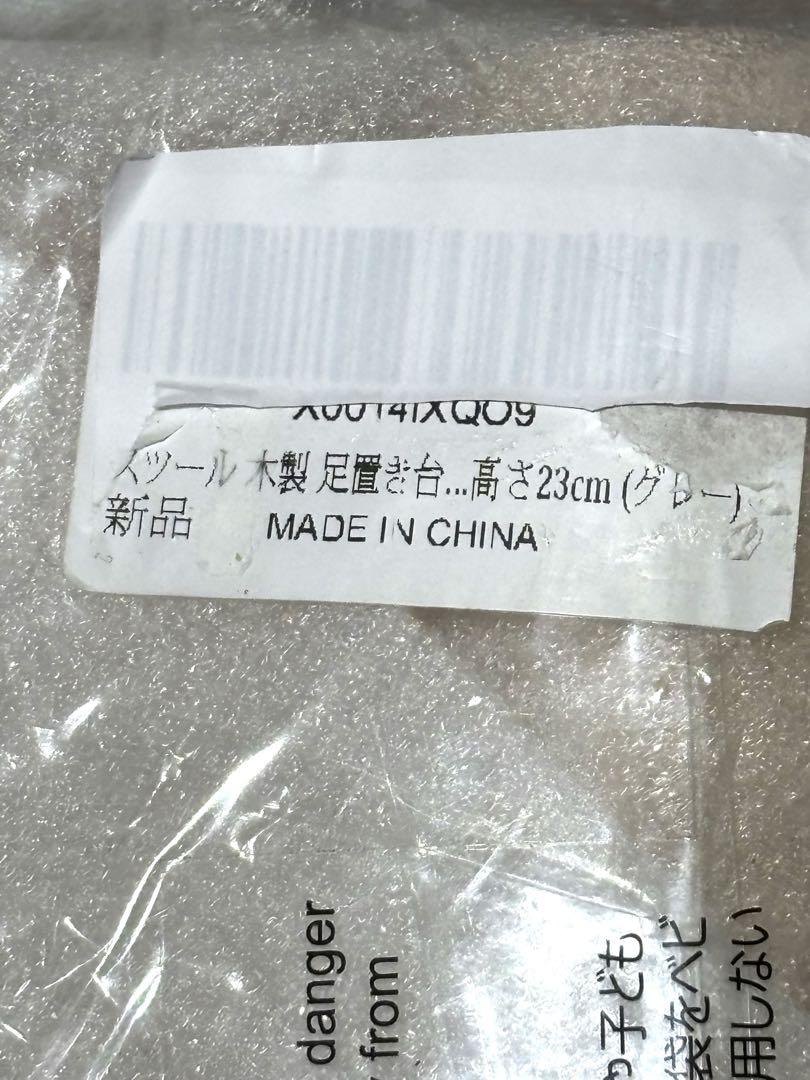 X0014IXQO9
スツール 木製 足置き台...高さ23cm (グレー)
新品 MADE IN CHINA
danger
from
子ども
袋をベビ
用しない